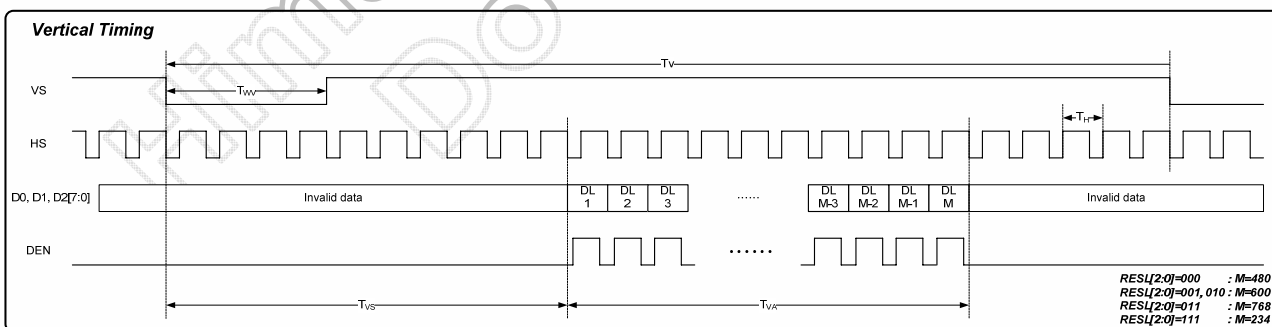 Vertical Timing
Tv
VS
Twv
TH
HS
D0, D1, D2[7:0]
Invalid data
DL 1
DL 2
DL 3
......
DL M-3
DL M-2
DL M-1
DL M
Invalid data
DEN
......
TVS
TVA
RESL[2:0]=000 : M=480
RESL[2:0]=001, 010 : M=600
RESL[2:0]=011 : M=768
RESL[2:0]=111 : M=234